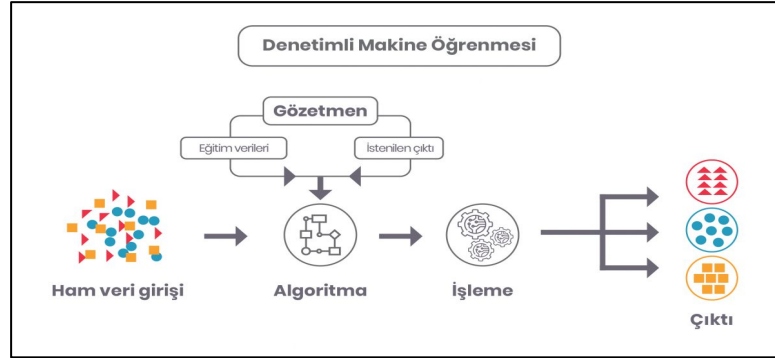 Denetimli Makine Öğrenmesi
Gözetmen
Eğitim verileri
İstenilen çıktı
Ham veri girişi
Algoritma
İşleme
Çıktı